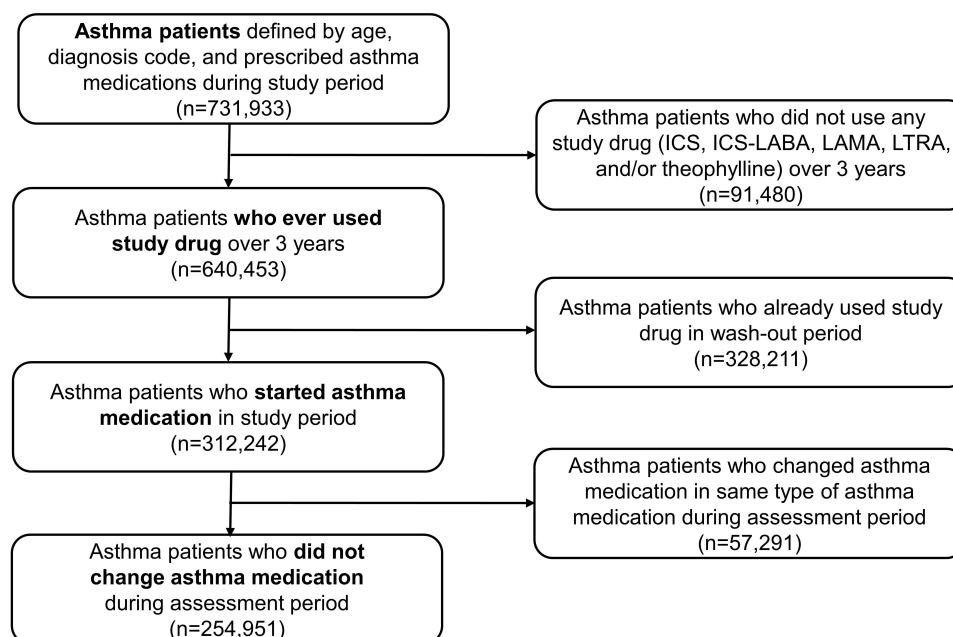 Asthma patients defined by age,
diagnosis code, and prescribed asthma
medications during study period
(n=731,933)
Asthma patients who did not use any
study drug (ICS, ICS-LABA, LAMA, LTRA,
and/or theophylline) over 3 years
(n=91,480)
Asthma patients who ever used
study drug over 3 years
(n=640,453)
Asthma patients who already used study
drug in wash-out period
(n=328,211)
Asthma patients who started asthma
medication in study period
(n=312,242)
Asthma patients who changed asthma
medication in same type of asthma
medication during assessment period
(n=57,291)
Asthma patients who did not
change asthma medication
during assessment period
(n=254,951)